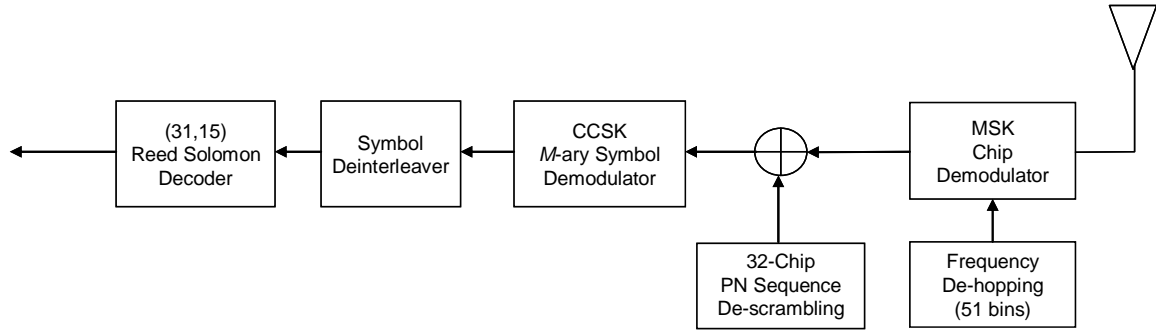 (31,15)
Reed Solomon
Decoder
Symbol
Deinterleaver
CCSK
M-ary Symbol
Demodulator
MSK
Chip
Demodulator
32-Chip
PN Sequence
De-scrambling
Frequency
De-hopping
(51 bins)